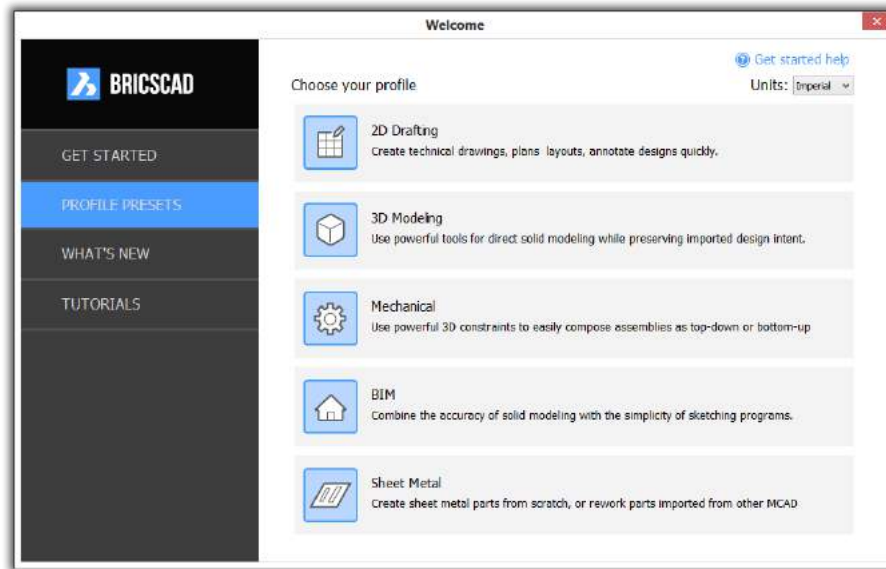 Welcome
BRICSCAD
GET STARTED
PROFILE PRESETS
WHAT'S NEW
TUTORIALS
Get started help
Choose your profile
Units: Imperial
2D Drafting
Create technical drawings, plans layouts, annotate designs quickly.
3D Modeling
Use powerful tools for direct solid modeling while preserving imported design intent.
Mechanical
Use powerful 3D constraints to easily compose assemblies as top-down or bottom-up
BIM
Combine the accuracy of solid modeling with the simplicity of sketching programs.
Sheet Metal
Create sheet metal parts from scratch, or rework parts imported from other MCAD